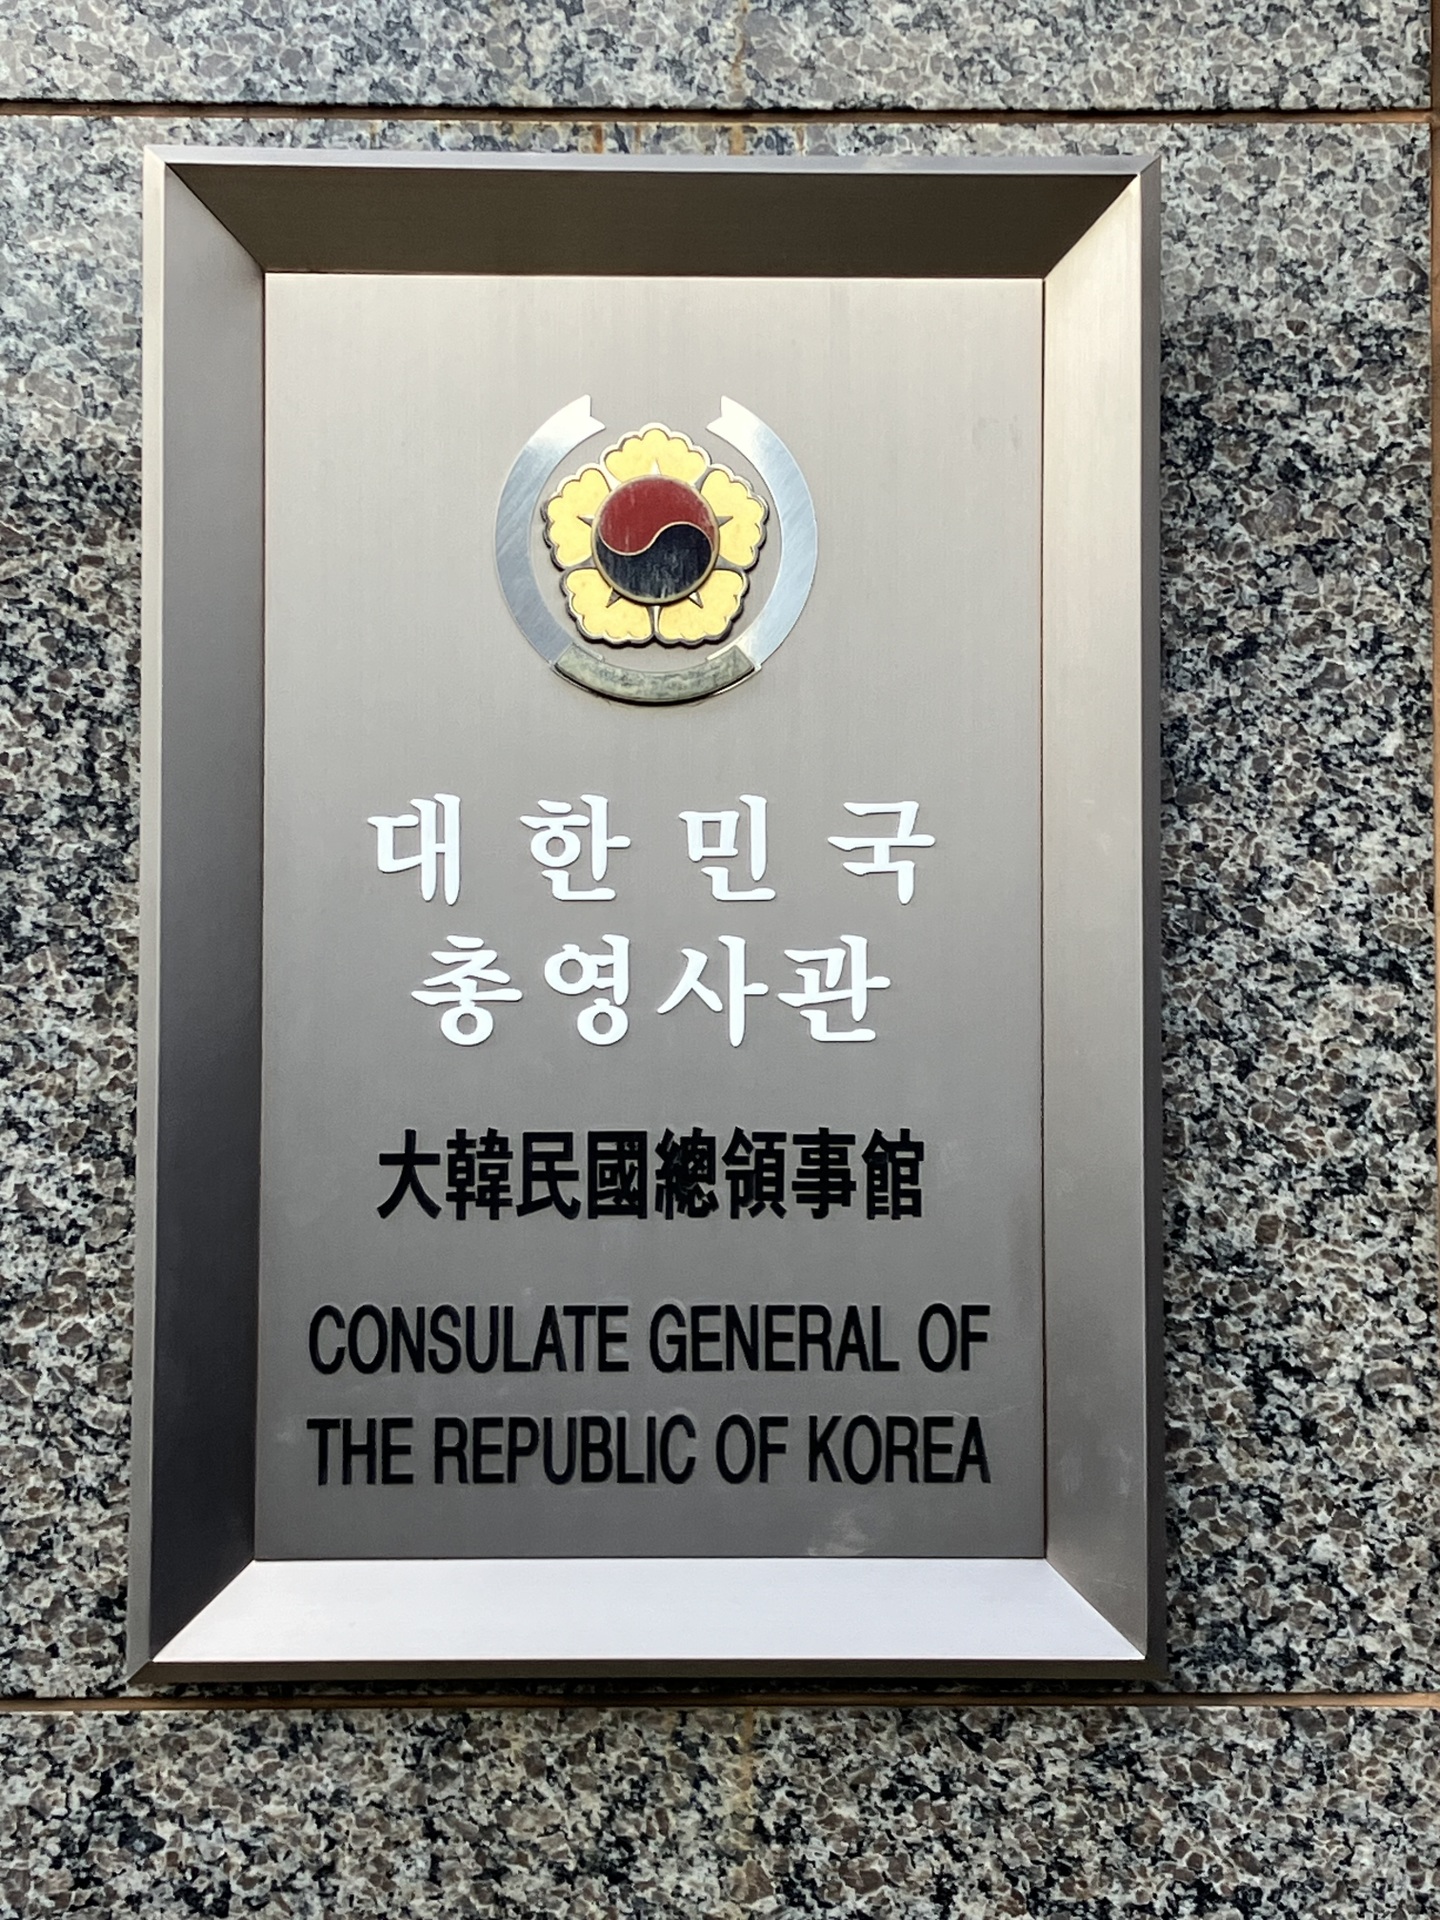 대한민국
총영사관
大韓民國總領事館
CONSULATE GENERAL OF
THE REPUBLIC OF KOREA